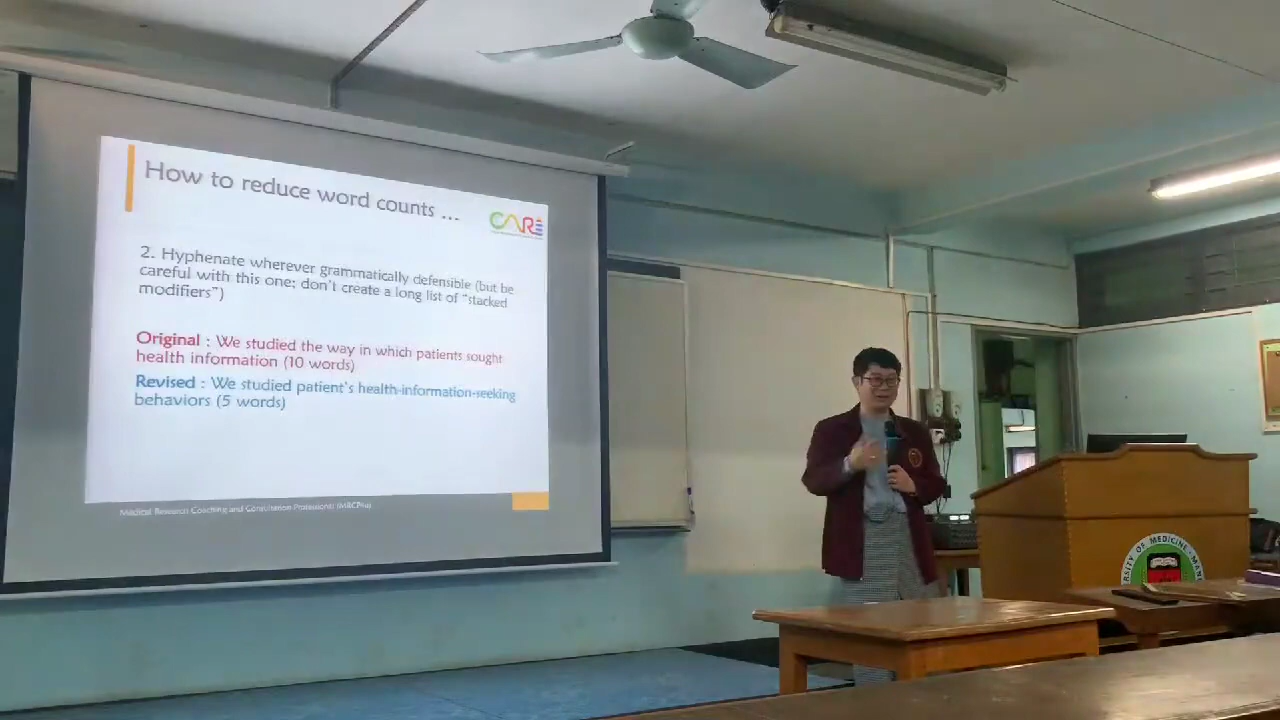 How to reduce word counts ...
CARE
2. Hyphenate wherever grammatically defensible (but be
careful with this one; don't create a long list of "stacked
modifiers")
Original : We studied the way in which patients sought
health information (10 words)
Revised : We studied patient's health-information-seeking
behaviors (5 words)
Medical Research Coaching and Consultation Professionals
OF MEDICINE